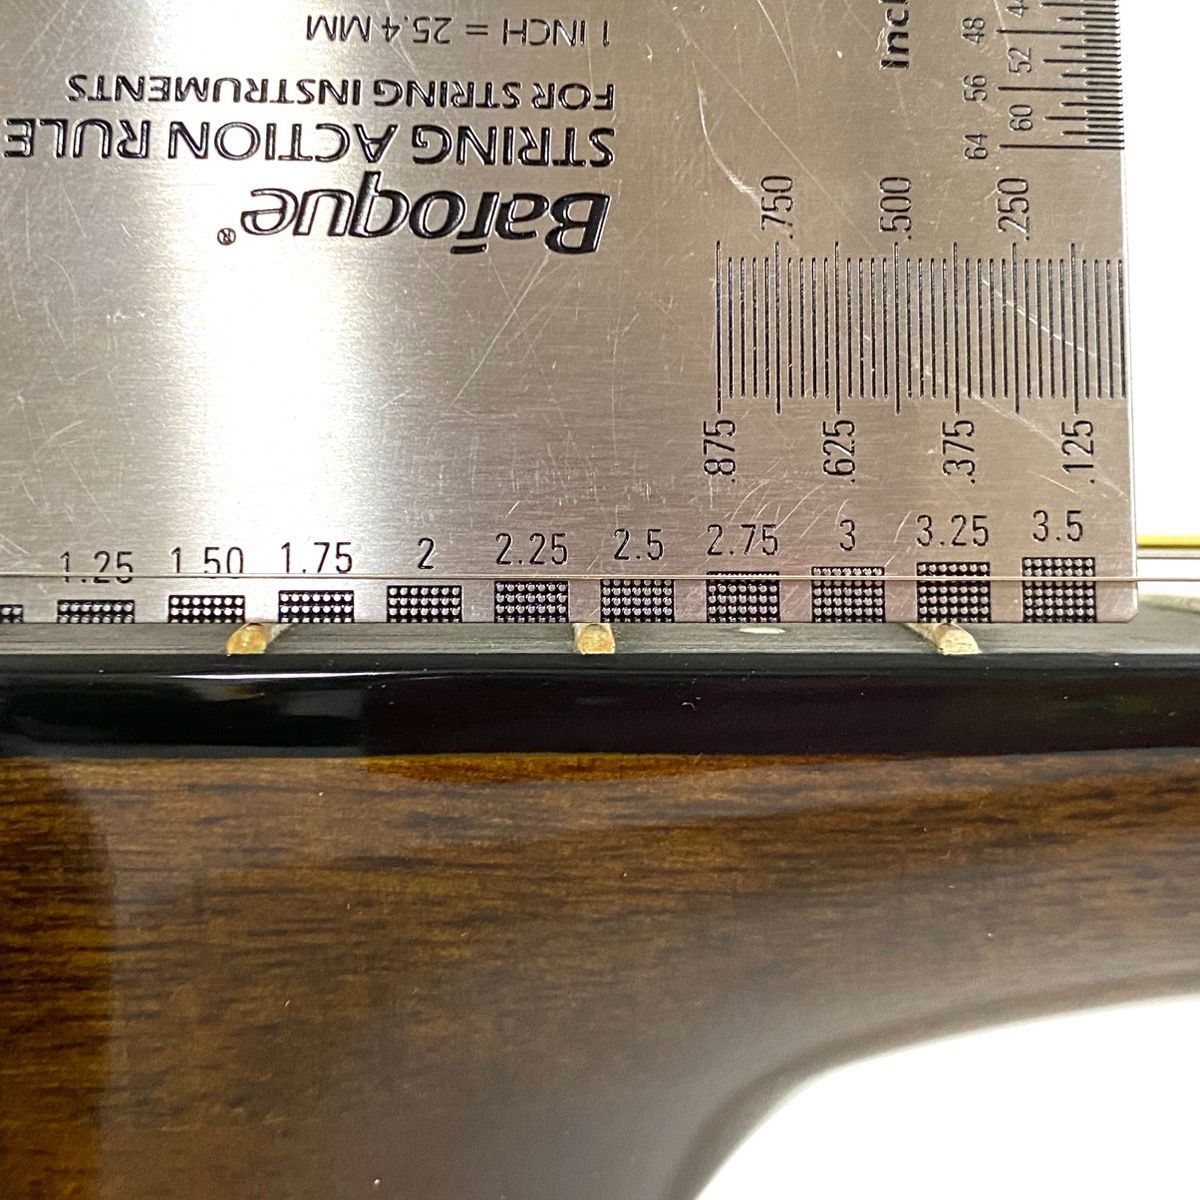 1 INCH = 25.4 MM
FOR STRING INSTRUMENTS
STRING ACTION RULE
Baroque®
48
56 52
64 60
.750 .500 .250
.875 .625 .375 .125
1.25 1.50 1.75 2 2.25 2.5 2.75 3 3.25 3.5